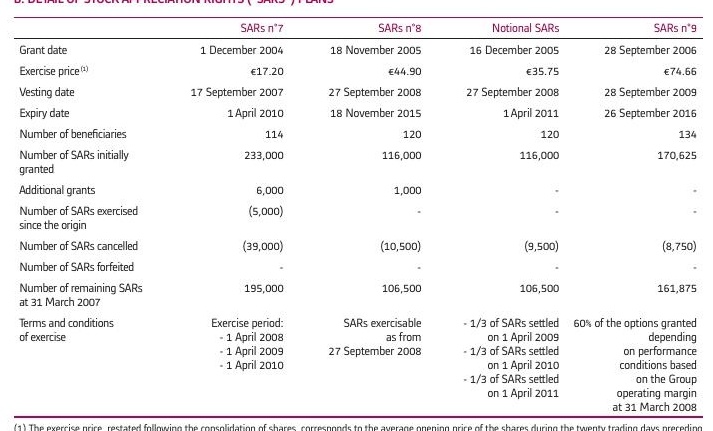 B. DETAIL OF STOCK APPRECIATION RIGHTS ("SARs") PLANS
SARs n°7 SARs n°8 Notional SARs SARs n°9
Grant date 1 December 2004 18 November 2005 16 December 2005 28 September 2006
Exercise price (1) €17.20 €44.90 €35.75 €74.66
Vesting date 17 September 2007 27 September 2008 27 September 2008 28 September 2009
Expiry date 1 April 2010 18 November 2015 1 April 2011 26 September 2016
Number of beneficiaries 114 120 120 134
Number of SARs initially 233,000 116,000 116,000 170,625
granted
Additional grants 6,000 1,000 - -
Number of SARs exercised (5,000) - - -
since the origin
Number of SARs cancelled (39,000) (10,500) (9,500) (8,750)
Number of SARs forfeited - - - -
Number of remaining SARs 195,000 106,500 106,500 161,875
at 31 March 2007
Terms and conditions Exercise period: SARs exercisable - 1/3 of SARs settled 60% of the options granted
of exercise - 1 April 2008 as from on 1 April 2009 depending
- 1 April 2009 27 September 2008 - 1/3 of SARs settled on performance
- 1 April 2010 on 1 April 2010 conditions based
- 1/3 of SARs settled on the Group
on 1 April 2011 operating margin
at 31 March 2008
(1) The exercise price, restated following the consolidation of shares, corresponds to the average opening price of the shares during the twenty trading days preceding